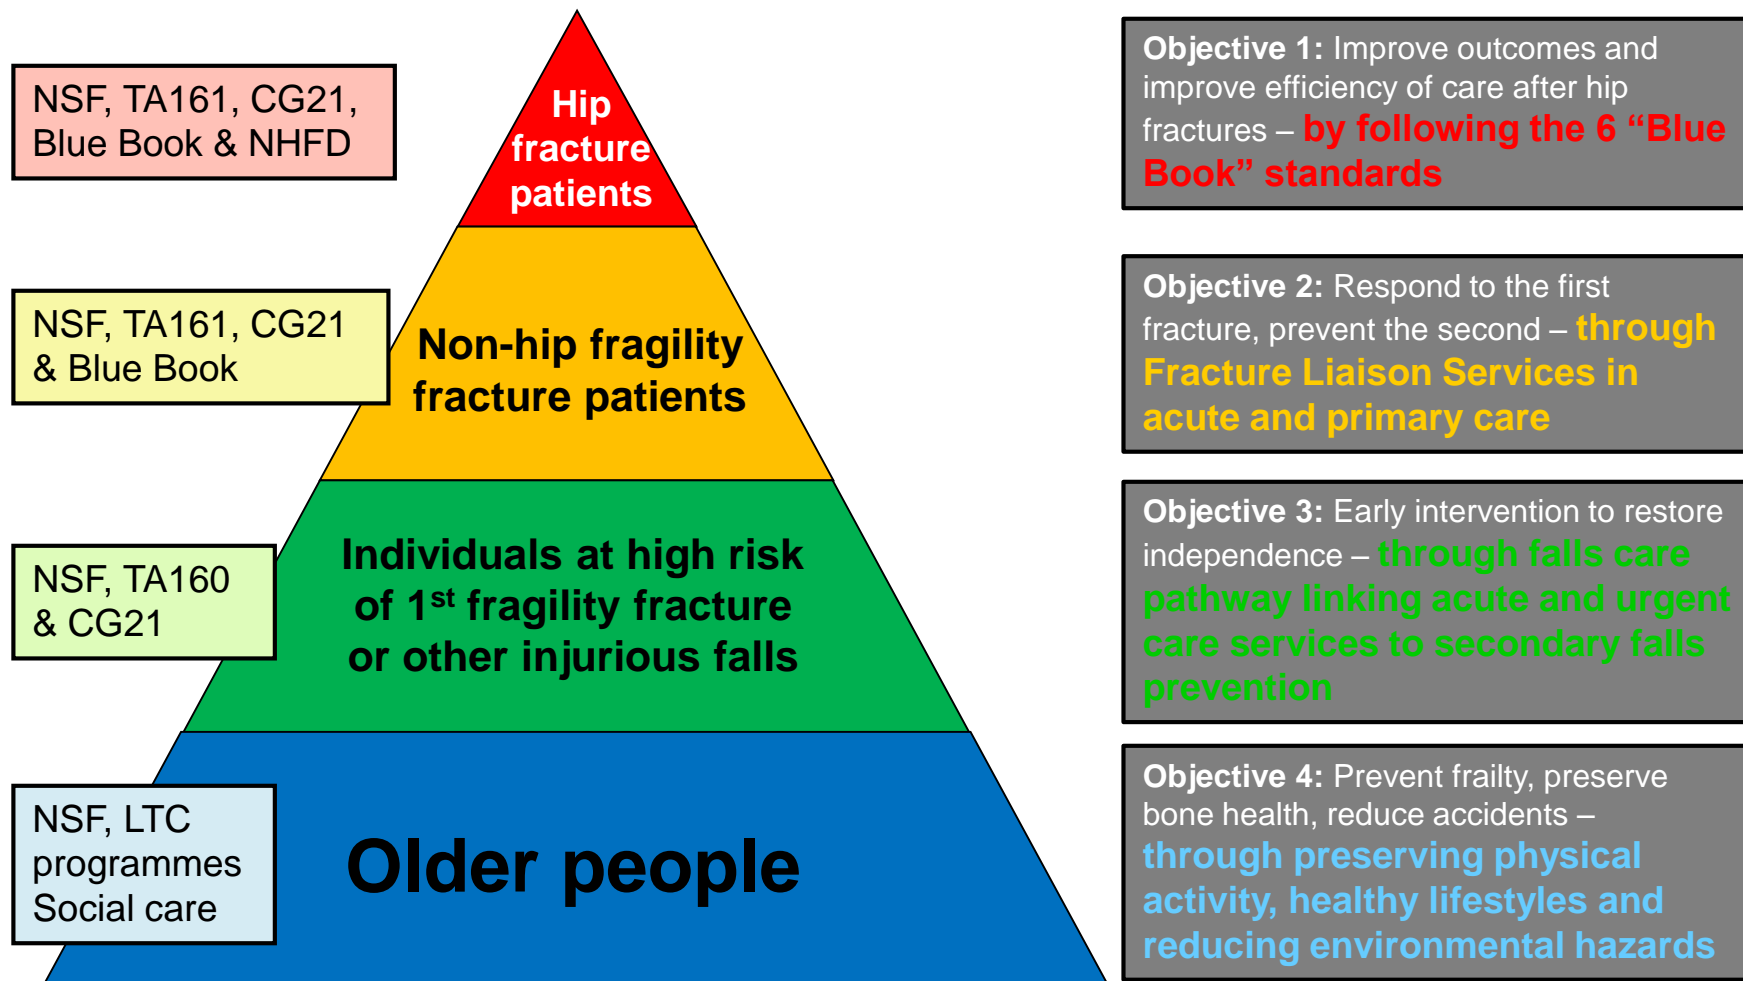 NSF, TA161, CG21,
Blue Book & NHFD
Hip
fracture
patients
Objective 1: Improve outcomes and
improve efficiency of care after hip
fractures – by following the 6 “Blue
Book” standards
NSF, TA161, CG21
& Blue Book
Non-hip fragility
fracture patients
Objective 2: Respond to the first
fracture, prevent the second – through
Fracture Liaison Services in
acute and primary care
NSF, TA160
& CG21
Individuals at high risk
of 1st fragility fracture
or other injurious falls
Objective 3: Early intervention to restore
independence – through falls care
pathway linking acute and urgent
care services to secondary falls
prevention
NSF, LTC
programmes
Social care
Older people
Objective 4: Prevent frailty, preserve
bone health, reduce accidents –
through preserving physical
activity, healthy lifestyles and
reducing environmental hazards